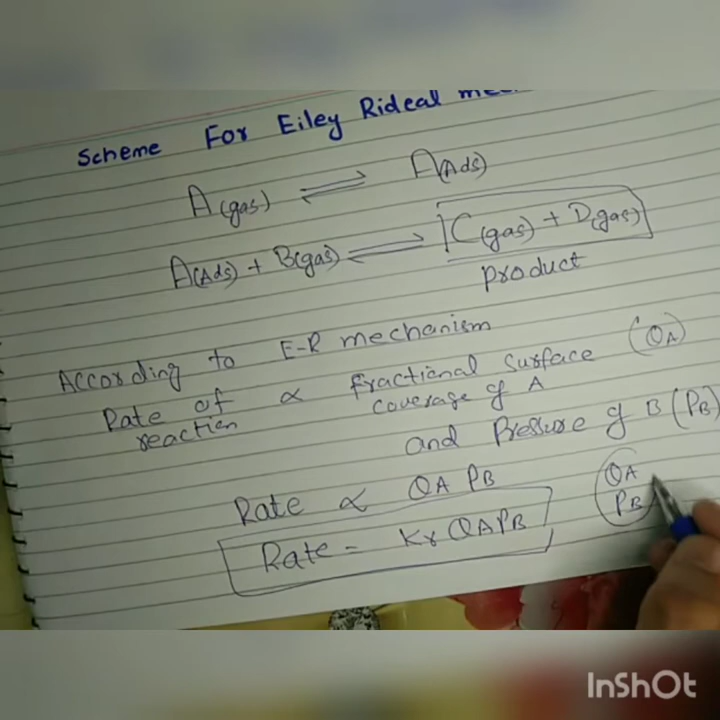 Scheme For Eiley Rideal
A(gas) ⇌ A(Ads)
A(Ads) + B(gas) ⇌ C(gas) + D(gas)
product
According to E-R mechanism
Rate of reaction ∝ fractional surface coverage of A (θA)
and Pressure of B (PB)
Rate ∝ θA PB
Rate = Kr θA PB
θA
PB
InShOt